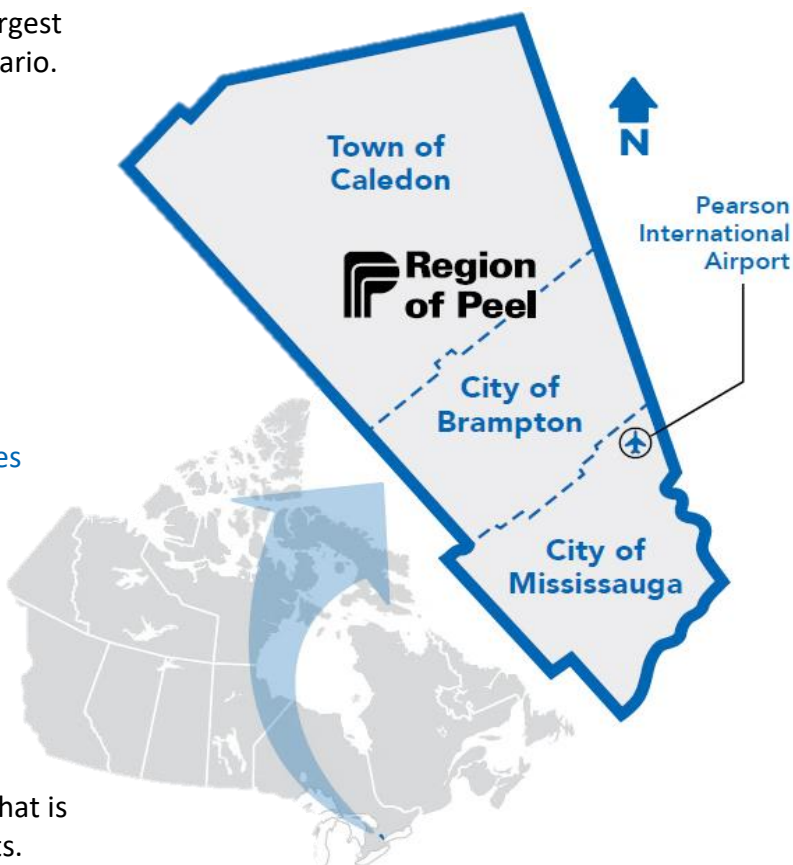 rgest
ario.
Town of
Caledon
N
Pearson
International
Airport
Region
of Peel
City of
Brampton
es
City of
Mississauga
hat is
ts.